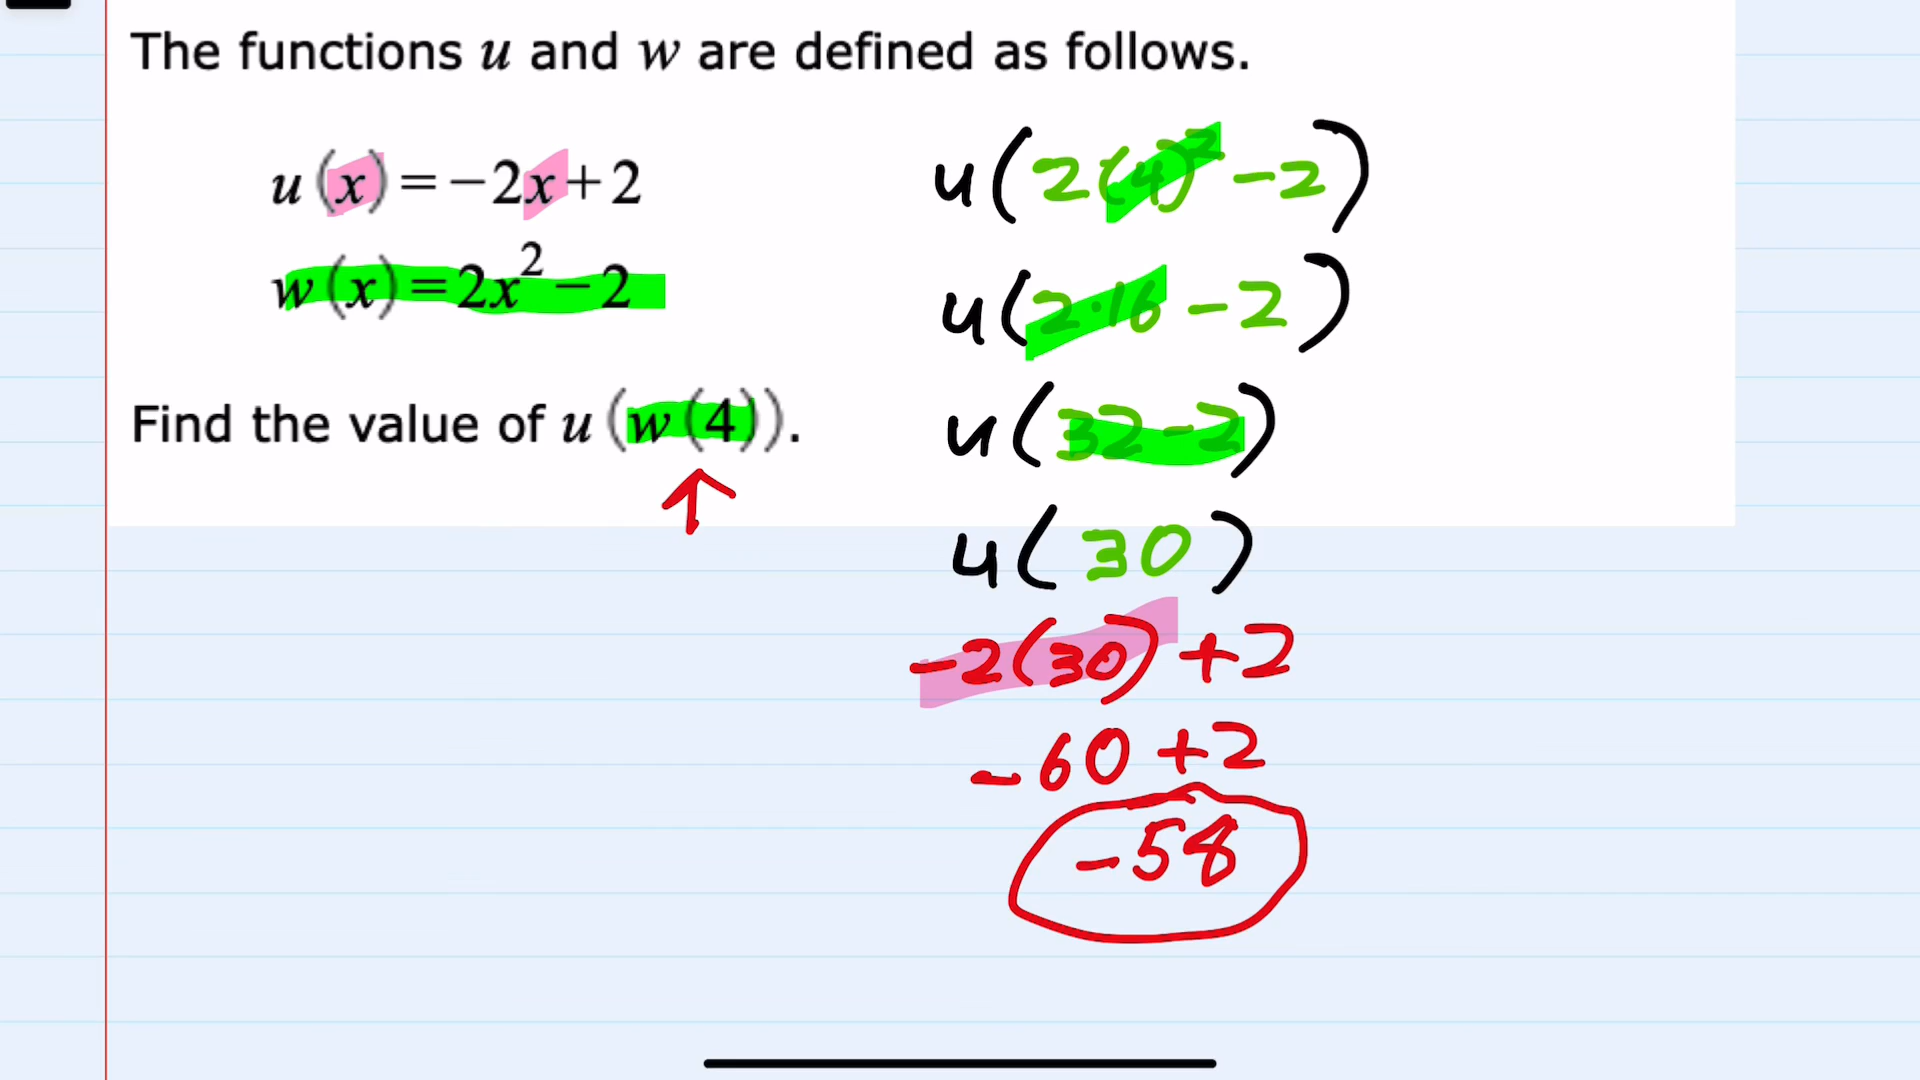 The functions u and w are defined as follows.
u(x)=−2x+2
w(x)=2x²−2
Find the value of u(w(4)).
u(2(4)²-2)
u(2·16-2)
u(32-2)
u(30)
-2(30)+2
-60+2
-58